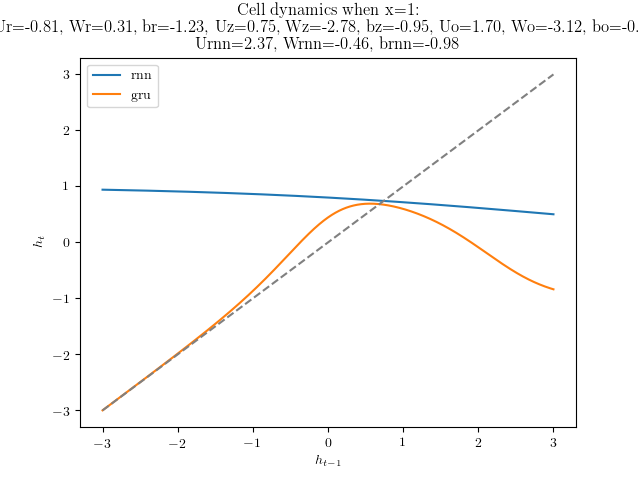 Cell dynamics when x=1:
Ur=-0.81, Wr=0.31, br=-1.23, Uz=0.75, Wz=-2.78, bz=-0.95, Uo=1.70, Wo=-3.12, bo=-0.
Urnn=2.37, Wrnn=-0.46, brnn=-0.98
rnn
gru
3
2
1
0
−1
−2
−3
h_t
−3 −2 −1 0 1 2 3
h_{t−1}